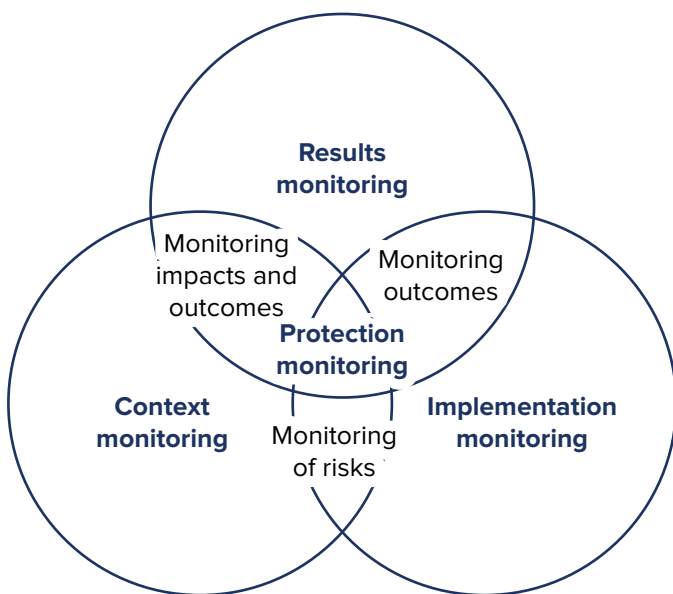 Results
monitoring
Monitoring
impacts and
outcomes
Monitoring
outcomes
Protection
monitoring
Context
monitoring
Implementation
monitoring
Monitoring
of risks